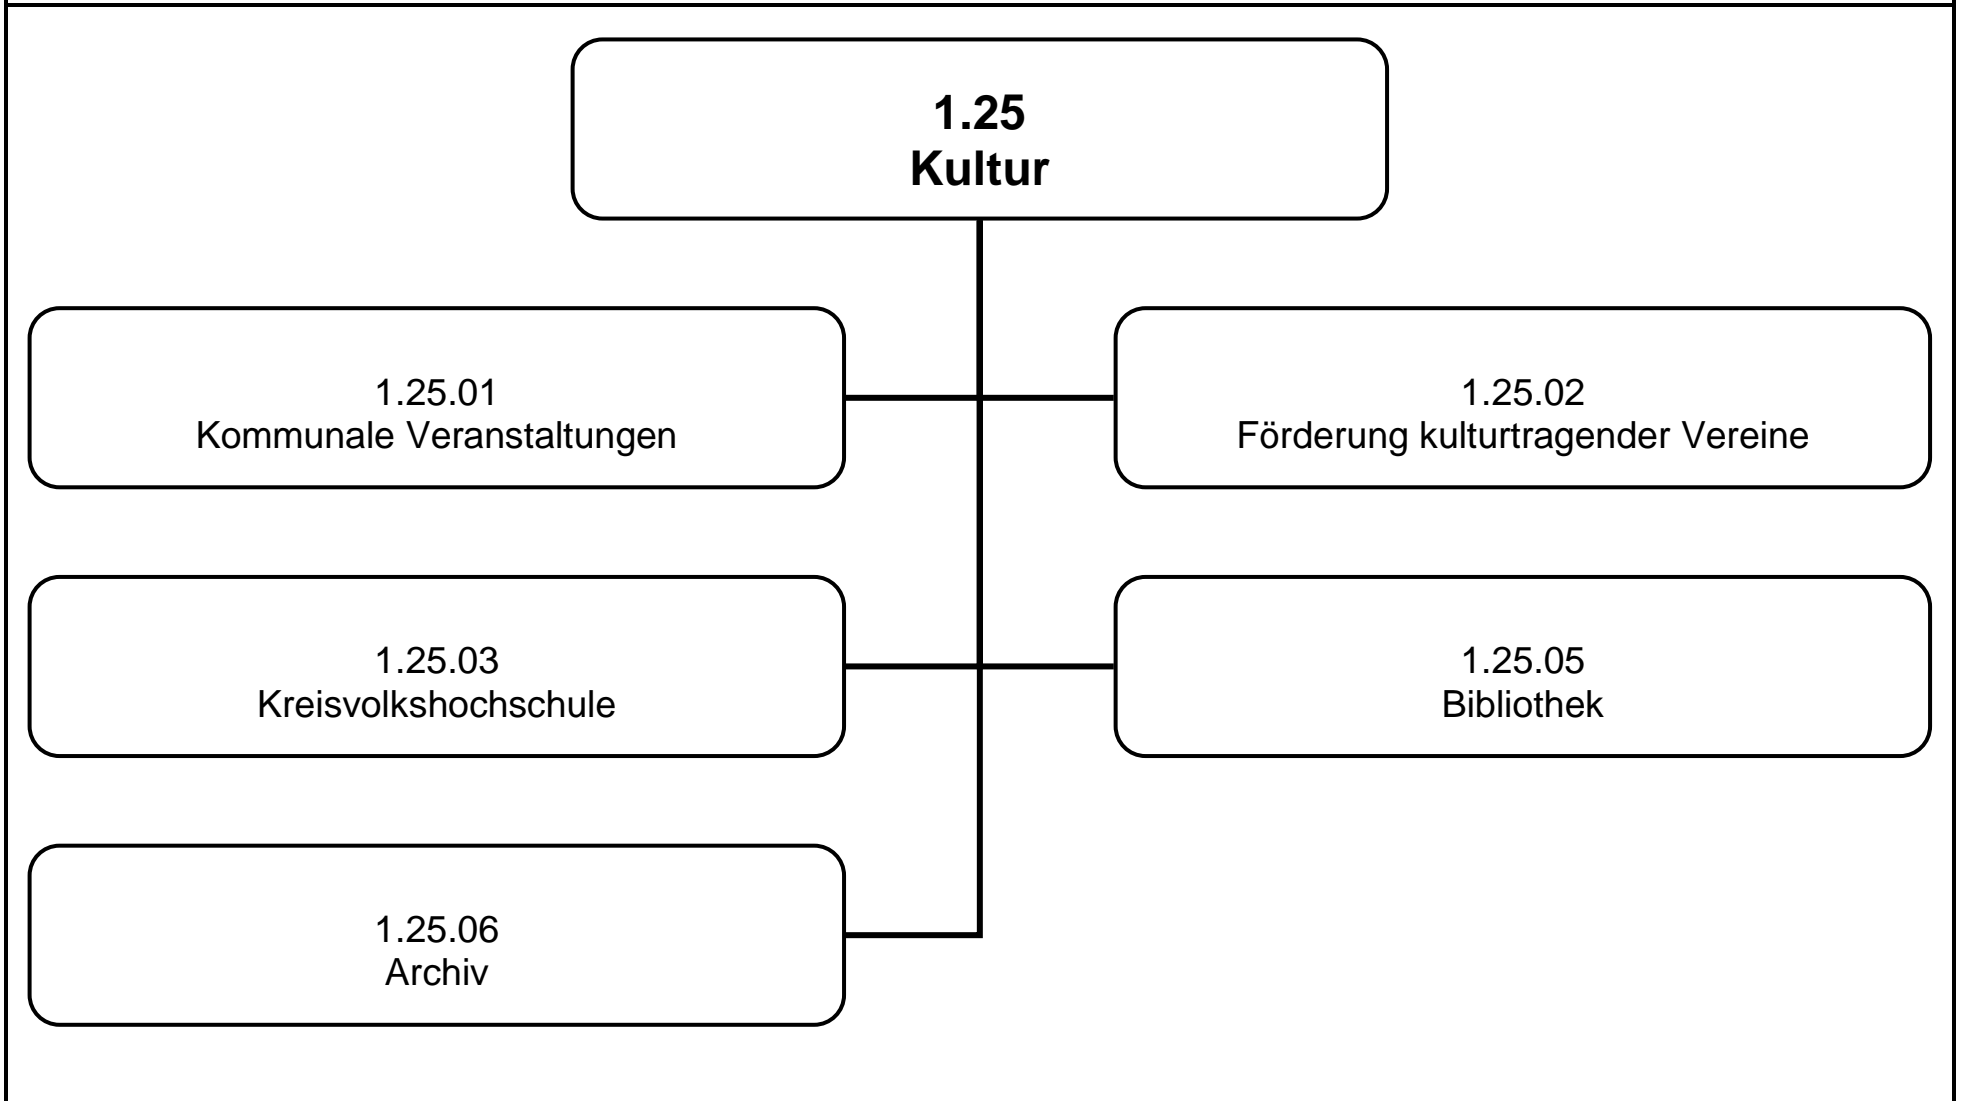 1.25
Kultur
1.25.01
Kommunale Veranstaltungen
1.25.02
Förderung kulturtragender Vereine
1.25.03
Kreisvolkshochschule
1.25.05
Bibliothek
1.25.06
Archiv